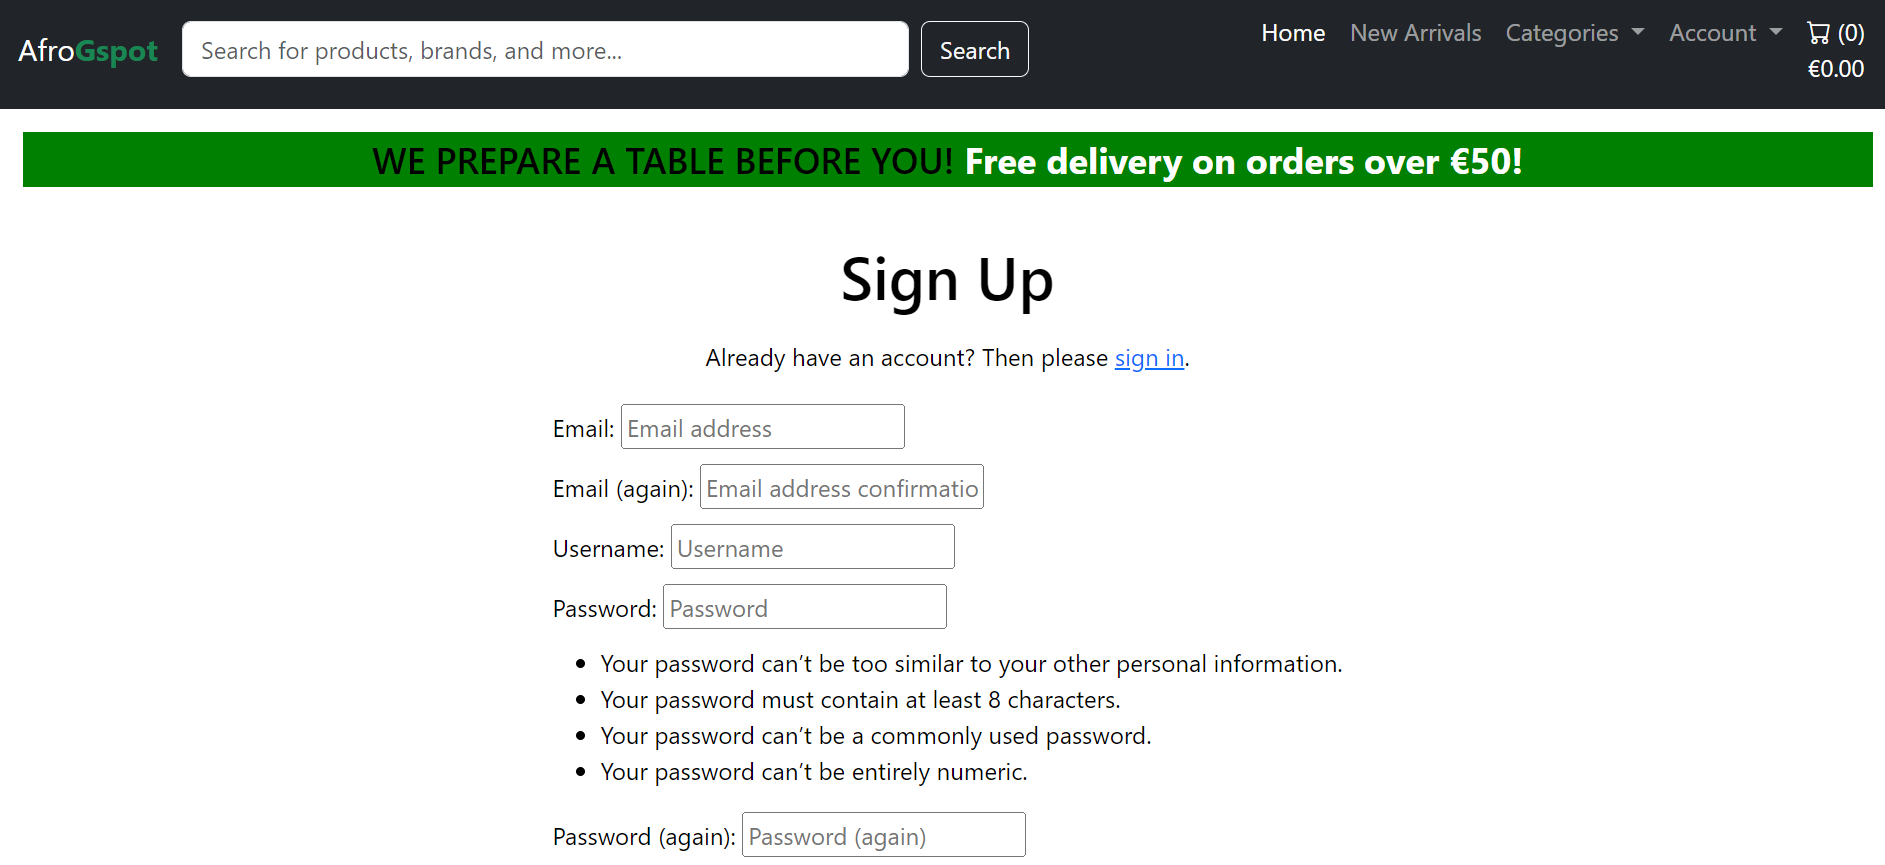 AfroGspot
Search for products, brands, and more...
Search
Home
New Arrivals
Categories
Account
(0)
€0.00
WE PREPARE A TABLE BEFORE YOU! Free delivery on orders over €50!
Sign Up
Already have an account? Then please sign in.
Email: Email address
Email (again): Email address confirmatio
Username: Username
Password: Password
Your password can’t be too similar to your other personal information.
Your password must contain at least 8 characters.
Your password can’t be a commonly used password.
Your password can’t be entirely numeric.
Password (again): Password (again)